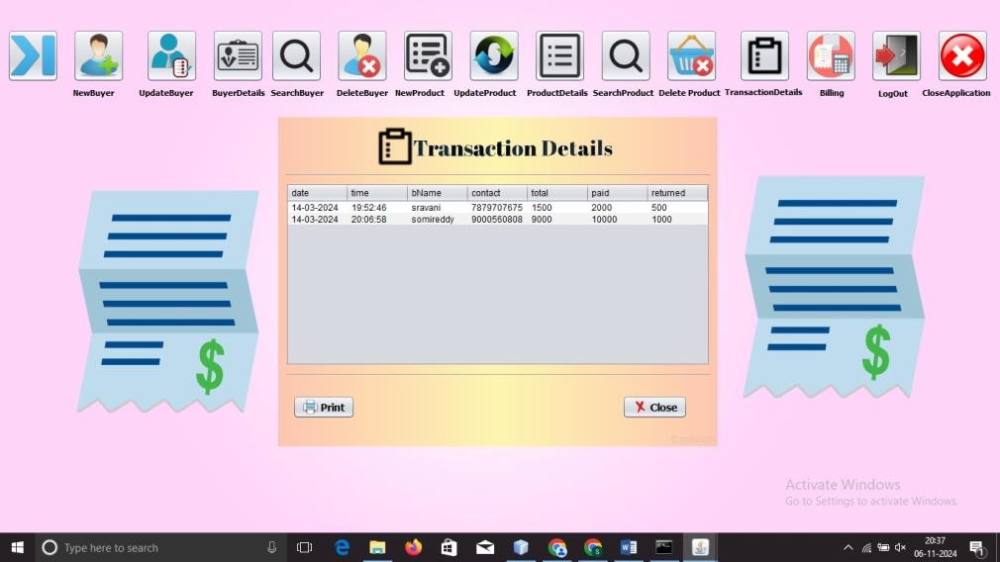 NewBuyer UpdateBuyer BuyerDetails SearchBuyer DeleteBuyer NewProduct UpdateProduct ProductDetails SearchProduct Delete Product TransactionDetails Billing LogOut CloseApplication
Transaction Details
date time bName contact total paid returned
14-03-2024 19:52:46 sravani 7879707675 1500 2000 500
14-03-2024 20:06:58 somireddy 9000560808 9000 10000 1000
$ $
Print Close
Activate Windows
Go to Settings to activate Windows.
Type here to search
20:37
06-11-2024